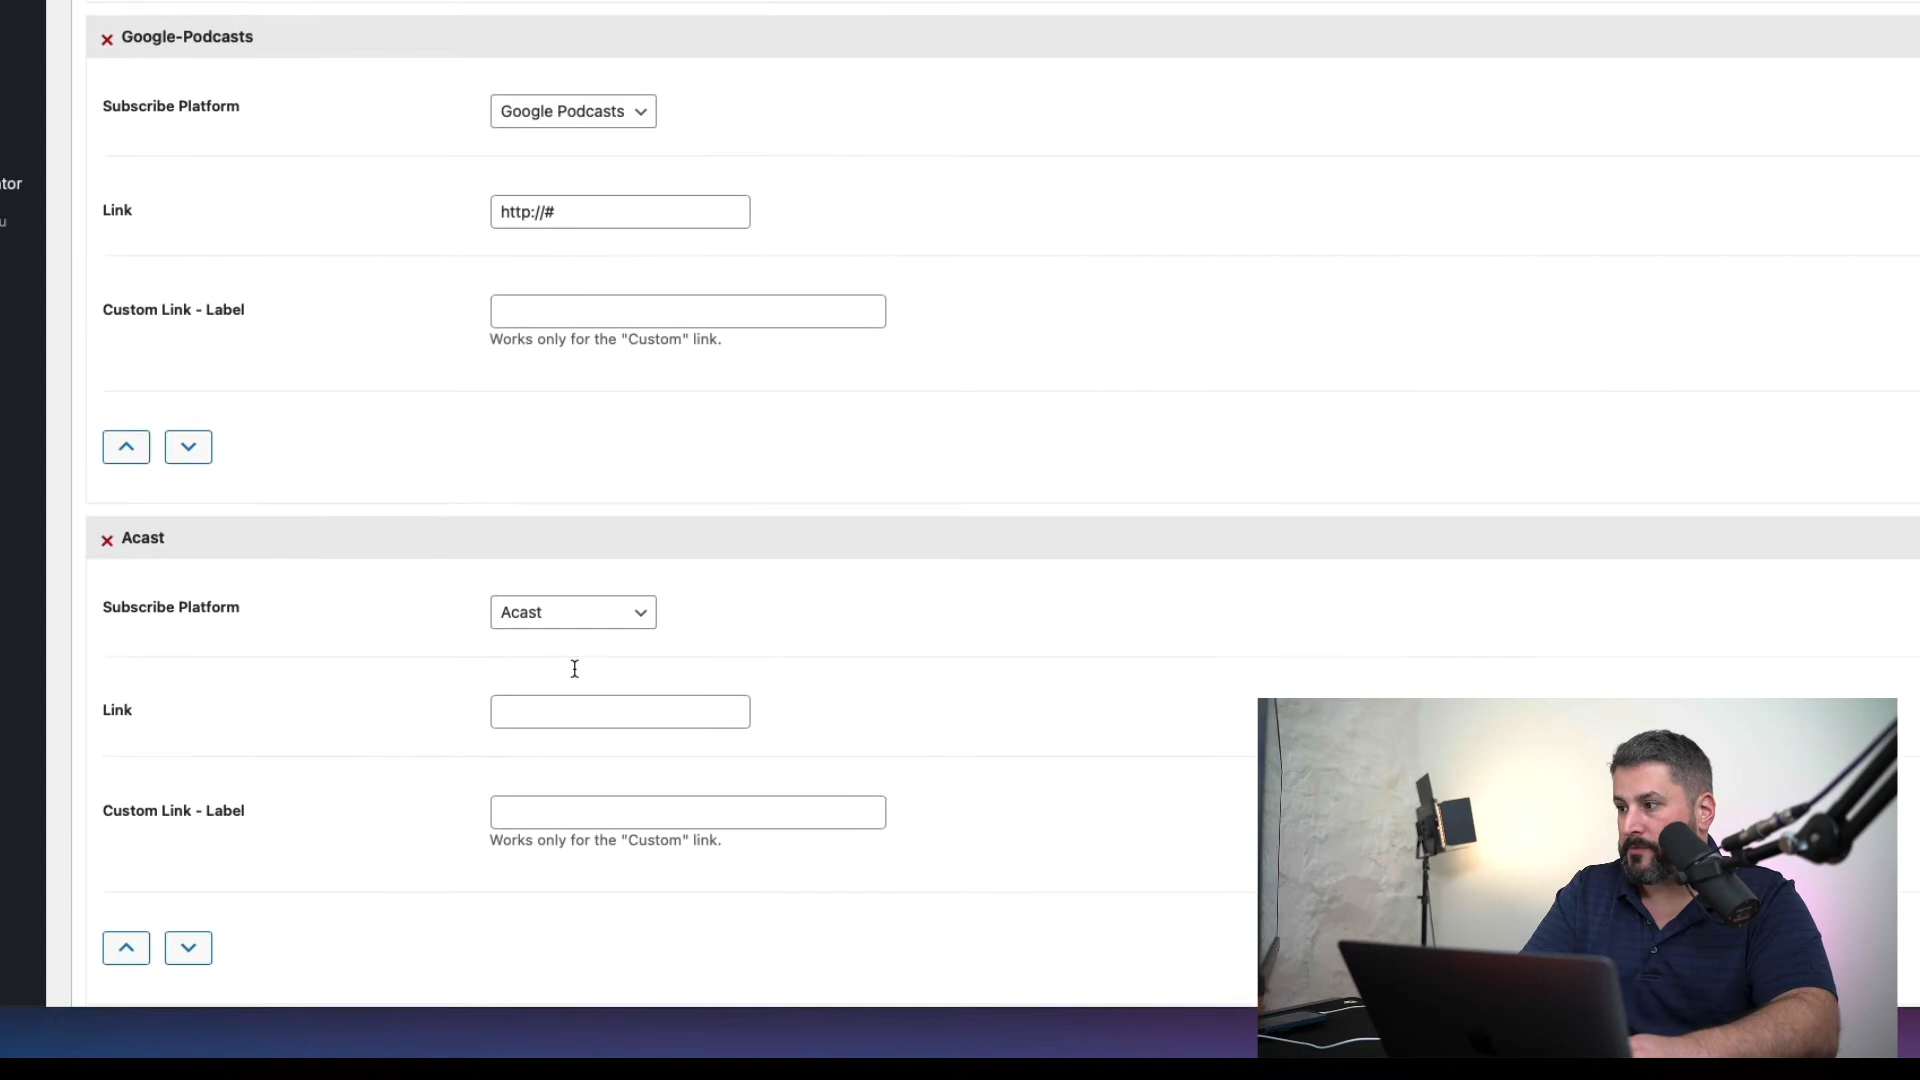 Google-Podcasts
Subscribe Platform
Google Podcasts
Link
http://#
Custom Link - Label
Works only for the "Custom" link.
Acast
Subscribe Platform
Acast
Link
Custom Link - Label
Works only for the "Custom" link.